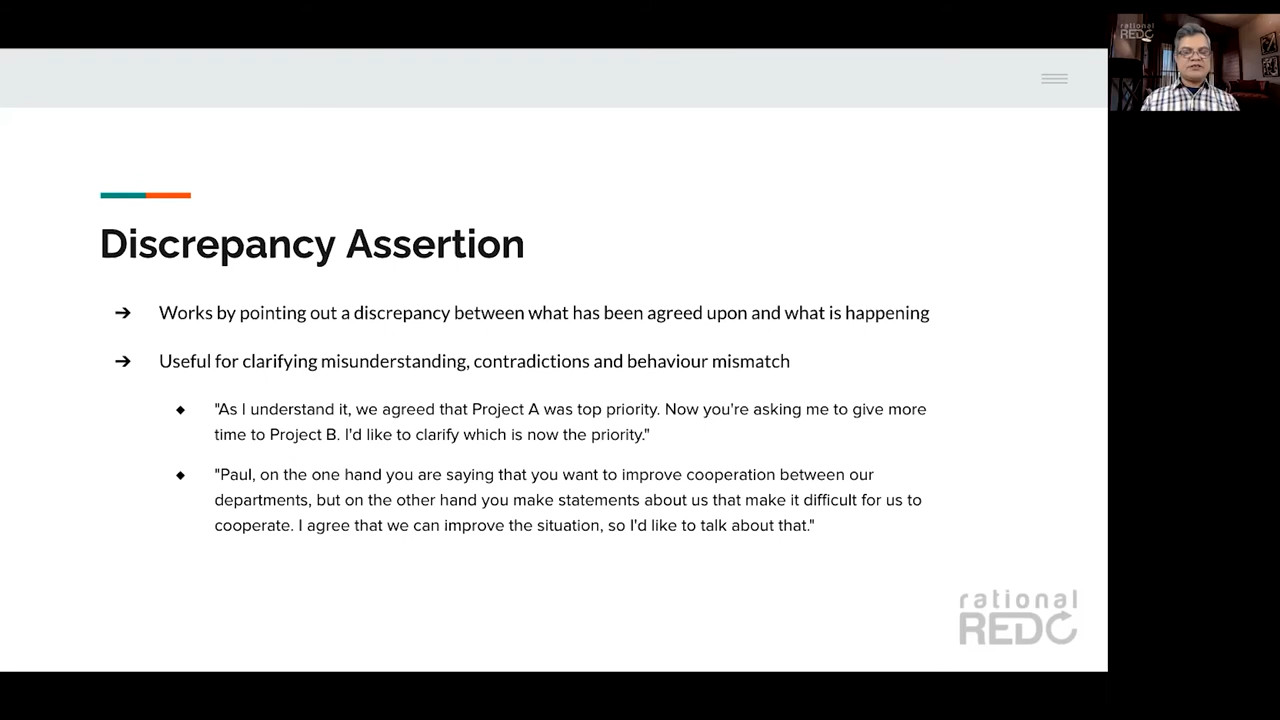 rational
REDO
Discrepancy Assertion
➔ Works by pointing out a discrepancy between what has been agreed upon and what is happening
➔ Useful for clarifying misunderstanding, contradictions and behaviour mismatch
◆ "As I understand it, we agreed that Project A was top priority. Now you're asking me to give more
time to Project B. I'd like to clarify which is now the priority."
◆ "Paul, on the one hand you are saying that you want to improve cooperation between our
departments, but on the other hand you make statements about us that make it difficult for us to
cooperate. I agree that we can improve the situation, so I'd like to talk about that."
rational
REDO